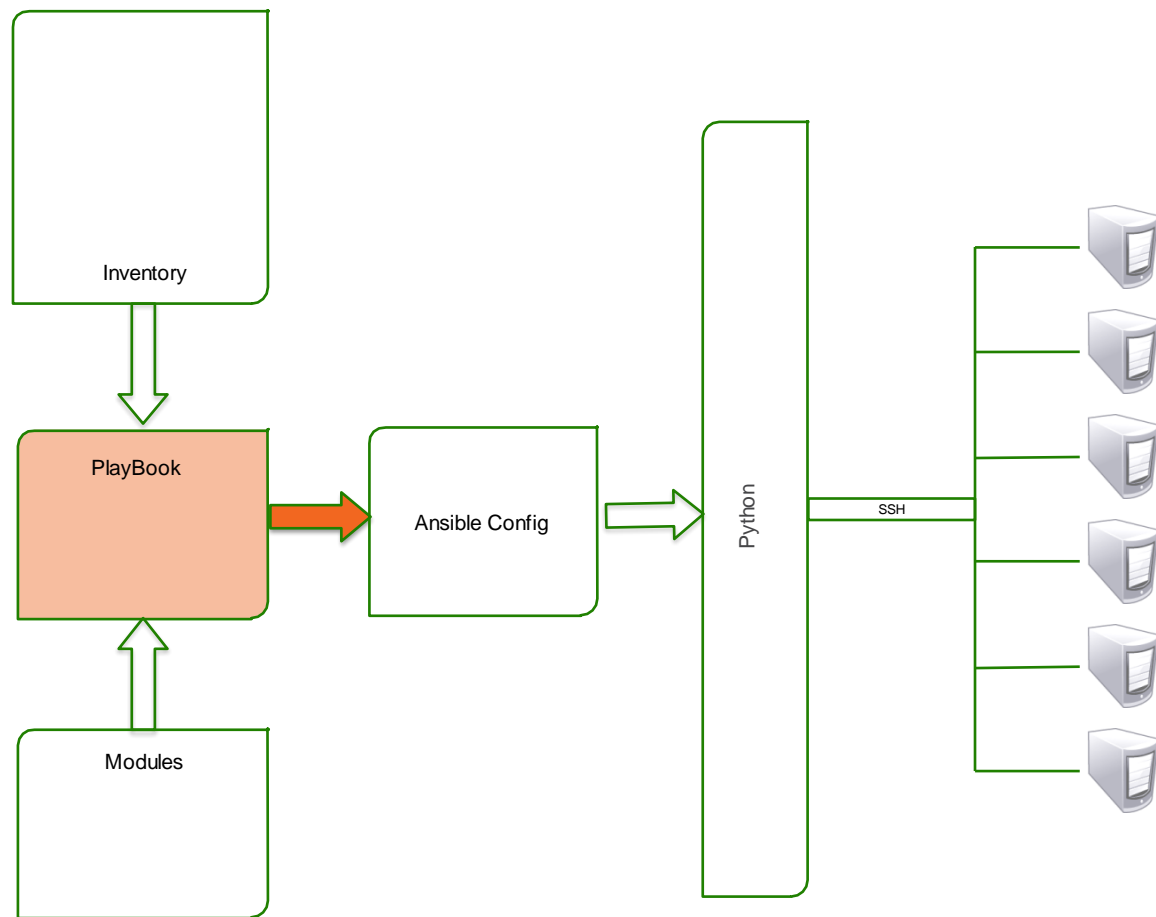 Inventory
PlayBook
Ansible Config
Python
SSH
Modules